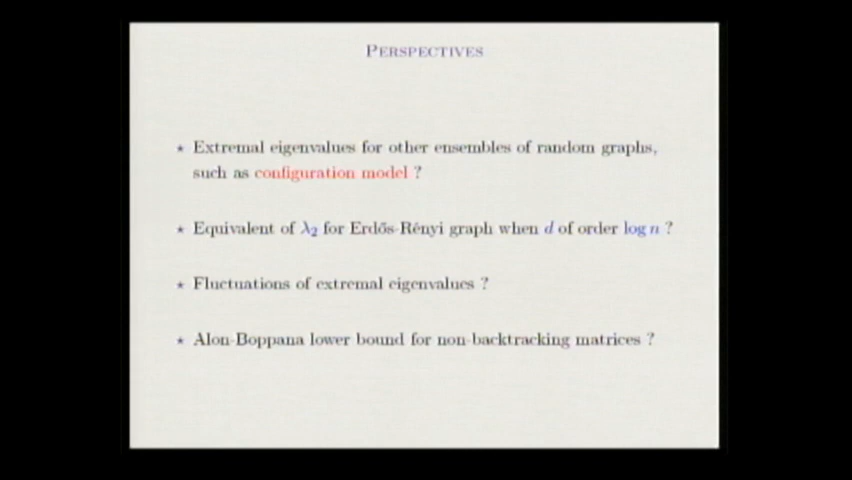 PERSPECTIVES
⋆ Extremal eigenvalues for other ensembles of random graphs,
such as configuration model ?
⋆ Equivalent of λ₂ for Erdős-Rényi graph when d of order log n ?
⋆ Fluctuations of extremal eigenvalues ?
⋆ Alon-Boppana lower bound for non-backtracking matrices ?